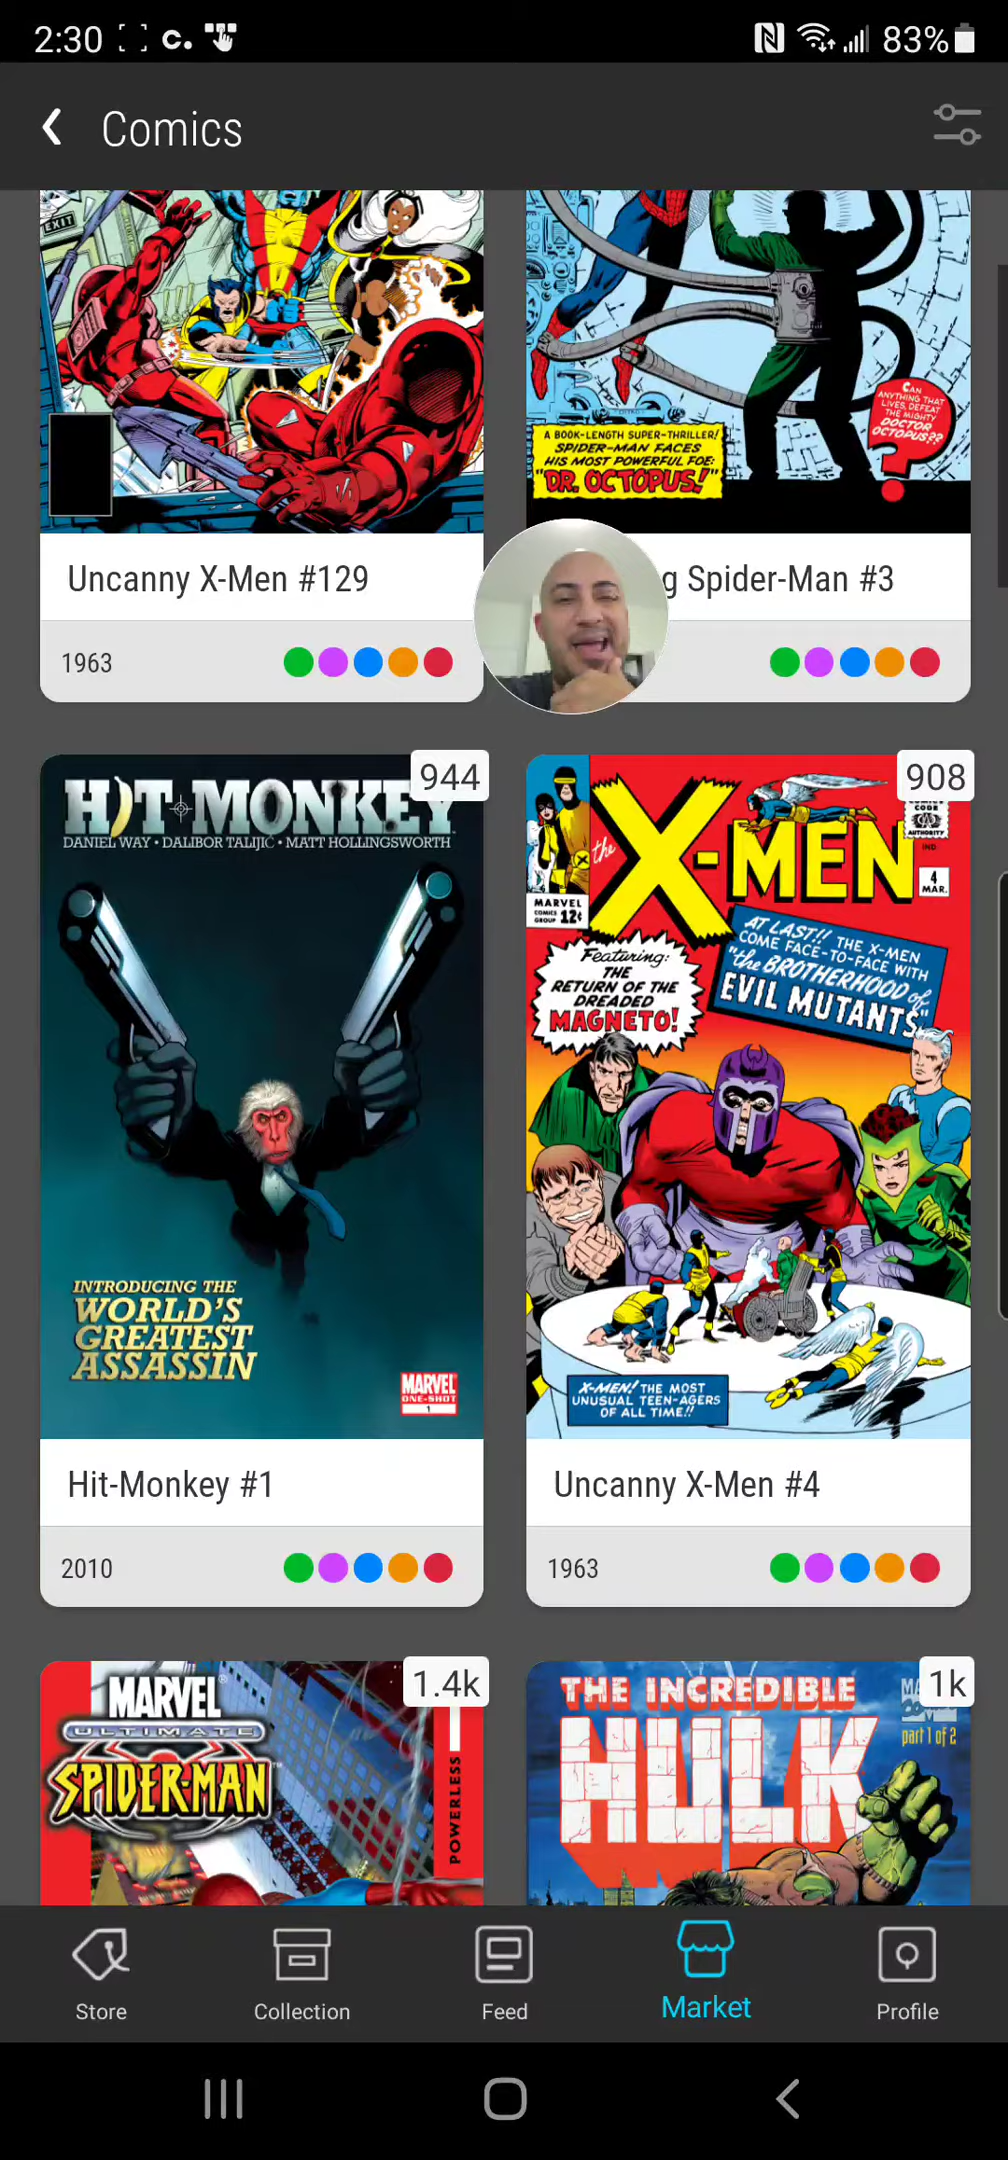 2:30
83%
Comics
EXIT
CAN
ANYTHING THAT
LIVES, DEFEAT
THE MIGHTY
DOCTOR
OCTOPUS??
A BOOK-LENGTH SUPER-THRILLER!
SPIDER-MAN FACES
HIS MOST POWERFUL FOE:
"DR. OCTOPUS!"
Uncanny X-Men #129
g Spider-Man #3
1963
944
HIT-MONKEY
DANIEL WAY • DALIBOR TALIJIĆ • MATT HOLLINGSWORTH
INTRODUCING THE
WORLD'S
GREATEST
ASSASSIN
MARVEL
ONE-SHOT
1
908
CODE
AUTHORITY
IND.
the X-MEN
4
MAR.
MARVEL
COMICS
GROUP 12¢
AT LAST!! THE X-MEN
COME FACE-TO-FACE WITH
"the BROTHERHOOD of
EVIL MUTANTS"
Featuring:
THE
RETURN OF THE
DREADED
MAGNETO!
X-MEN! THE MOST
UNUSUAL TEEN-AGERS
OF ALL TIME!!
Hit-Monkey #1
Uncanny X-Men #4
2010
1963
1.4k
MARVEL
ULTIMATE
SPIDER-MAN
POWERLESS
1k
THE INCREDIBLE
HULK
part 1 of 2
Store
Collection
Feed
Market
Profile